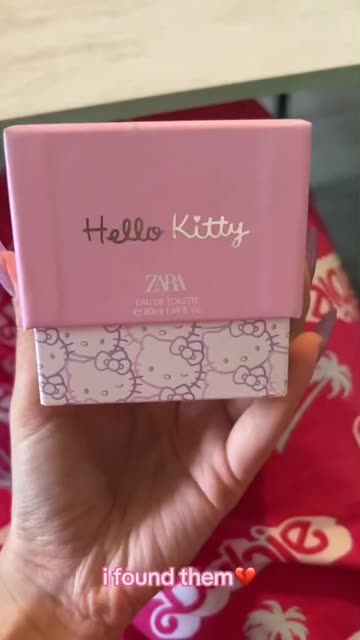 Hello Kitty
ZARA
EAU DE TOILETTE
e 50ml 1.69 fl. oz
i found them💔